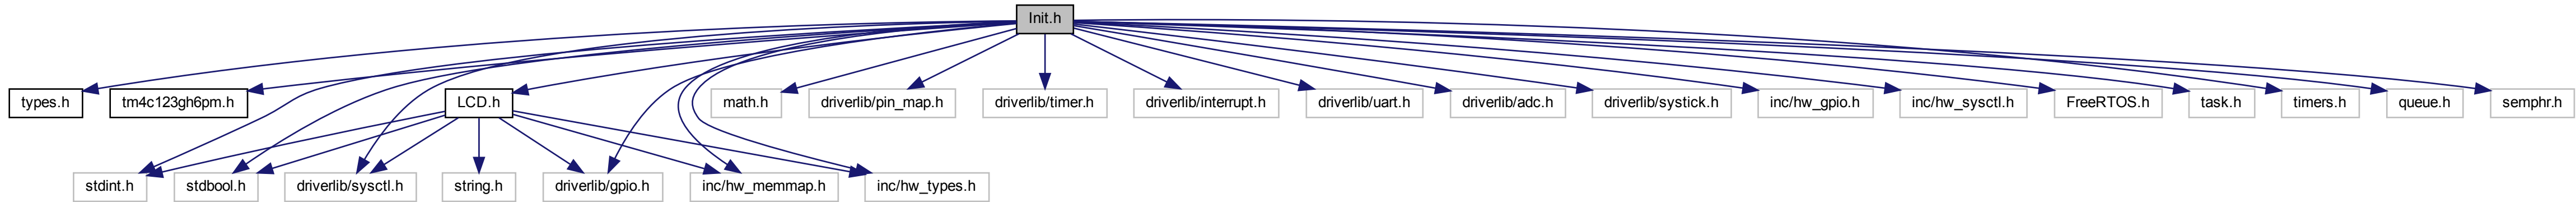 Init.h
types.h
tm4c123gh6pm.h
LCD.h
math.h
driverlib/pin_map.h
driverlib/timer.h
driverlib/interrupt.h
driverlib/uart.h
driverlib/adc.h
driverlib/systick.h
inc/hw_gpio.h
inc/hw_sysctl.h
FreeRTOS.h
task.h
timers.h
queue.h
semphr.h
stdint.h
stdbool.h
driverlib/sysctl.h
string.h
driverlib/gpio.h
inc/hw_memmap.h
inc/hw_types.h